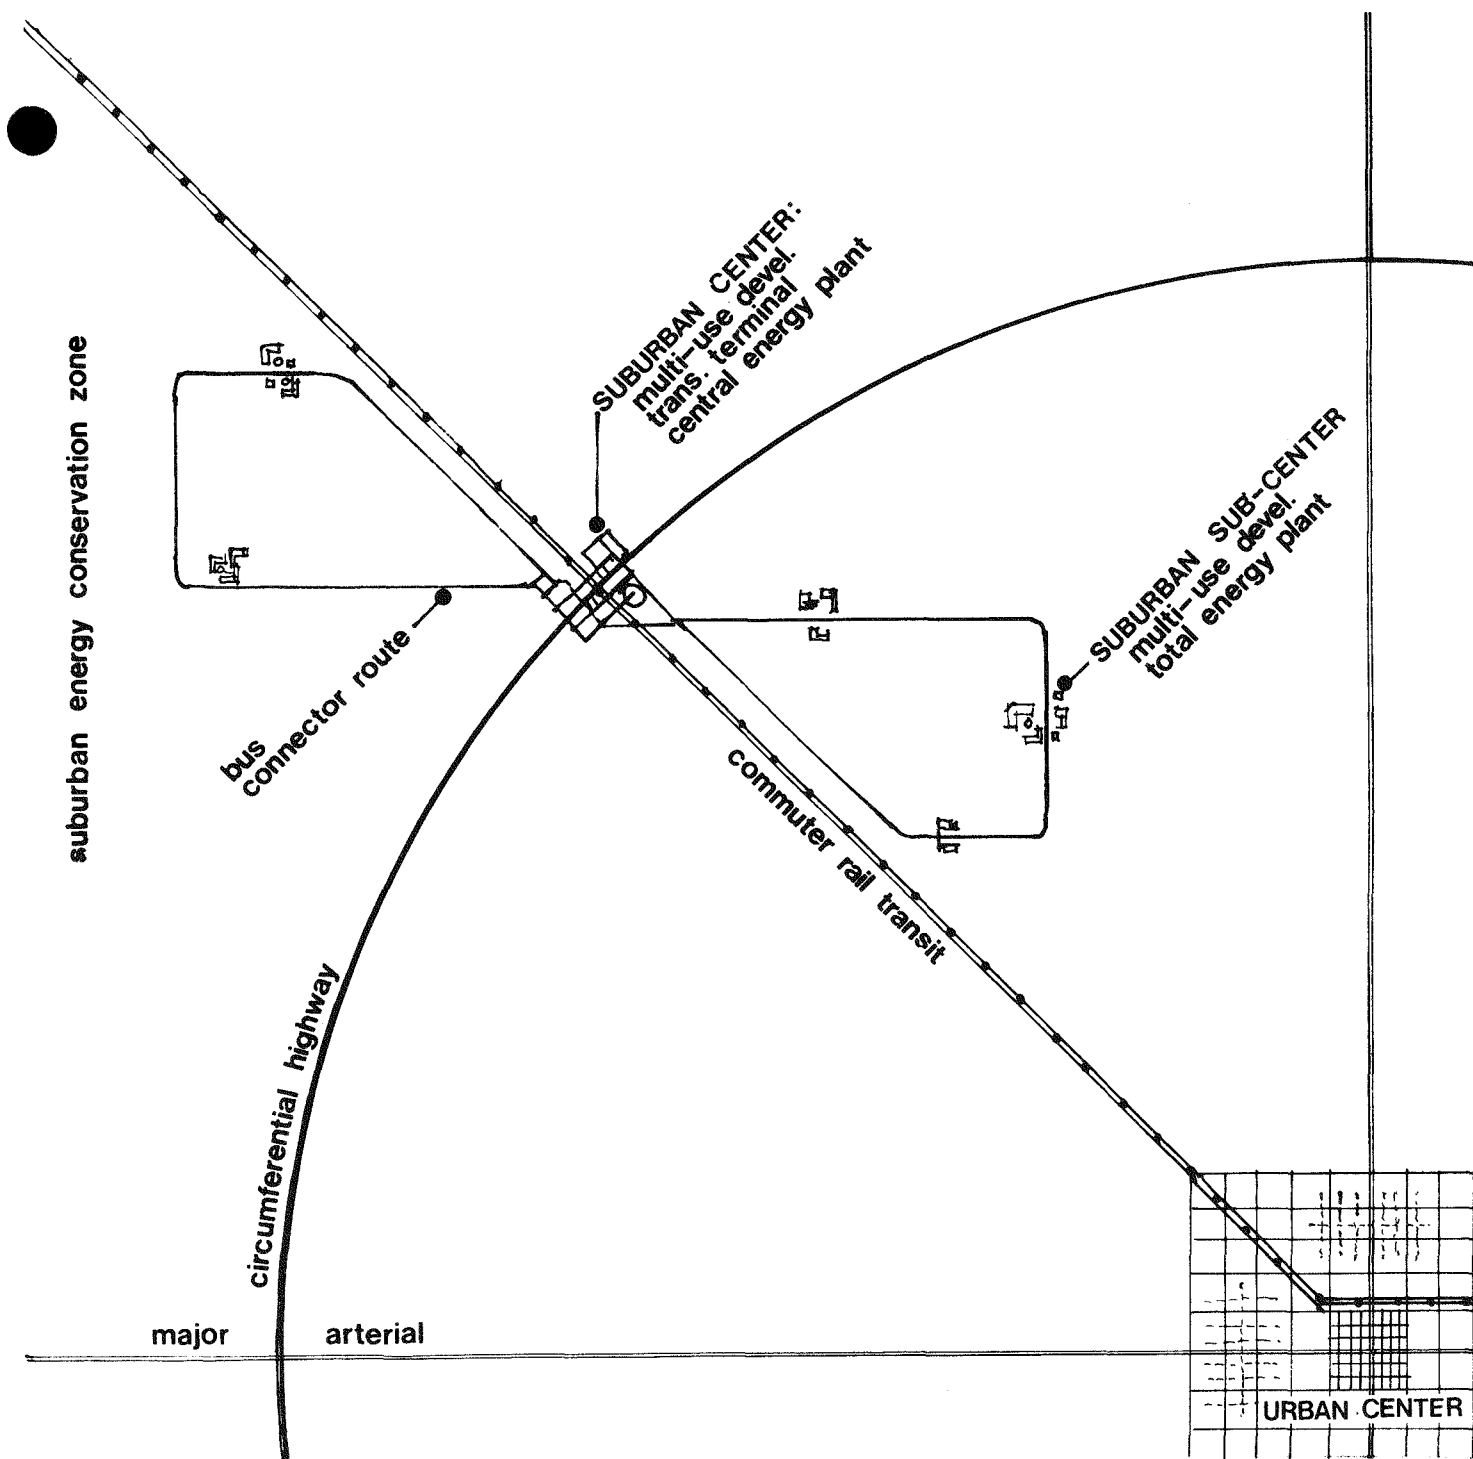 suburban energy conservation zone
SUBURBAN CENTER:
multi-use devel.
trans. terminal
central energy plant
SUBURBAN SUB-CENTER
multi-use devel.
total energy plant
bus
connector route
commuter rail transit
circumferential highway
major arterial
URBAN CENTER